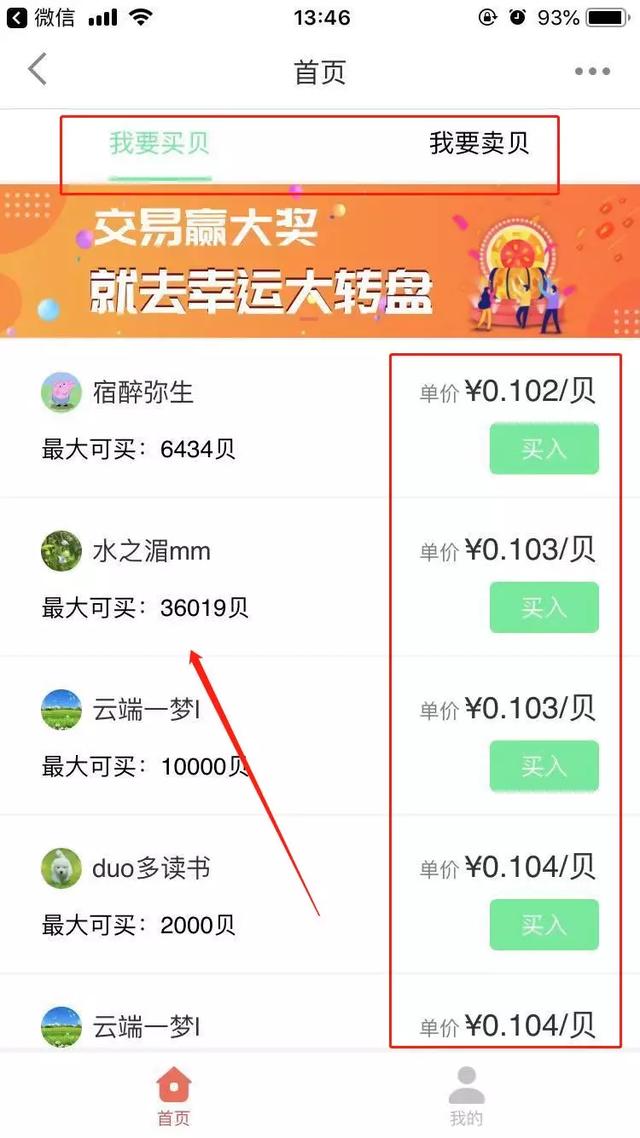 微信
13:46
93%
首页
我要买贝
我要卖贝
交易赢大奖
就去幸运大转盘
宿醉弥生
单价¥0.102/贝
最大可买：6434贝
买入
水之湄mm
单价¥0.103/贝
最大可买：36019贝
买入
云端一梦l
单价¥0.103/贝
最大可买：10000贝
买入
duo多读书
单价¥0.104/贝
最大可买：2000贝
买入
云端一梦l
单价¥0.104/贝
首页
我的